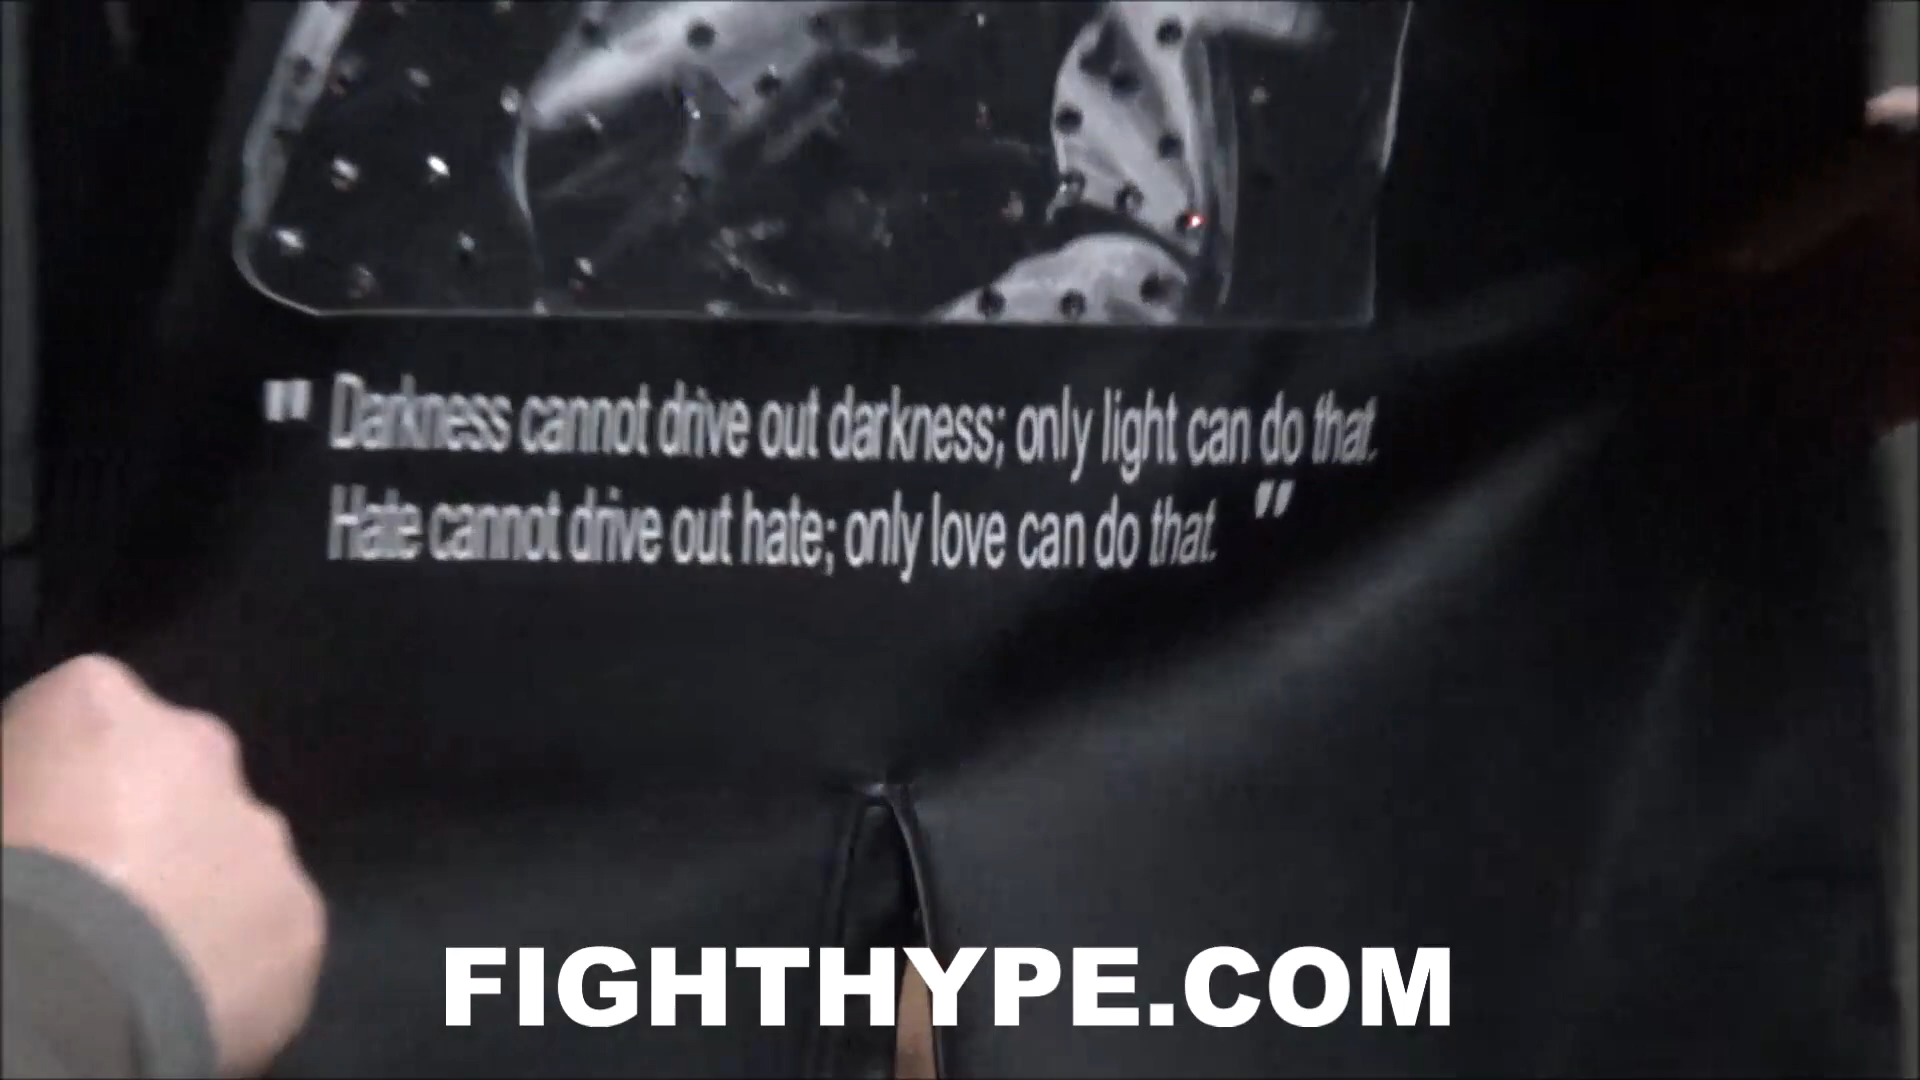 " Darkness cannot drive out darkness; only light can do that.
Hate cannot drive out hate; only love can do that. "
FIGHTHYPE.COM